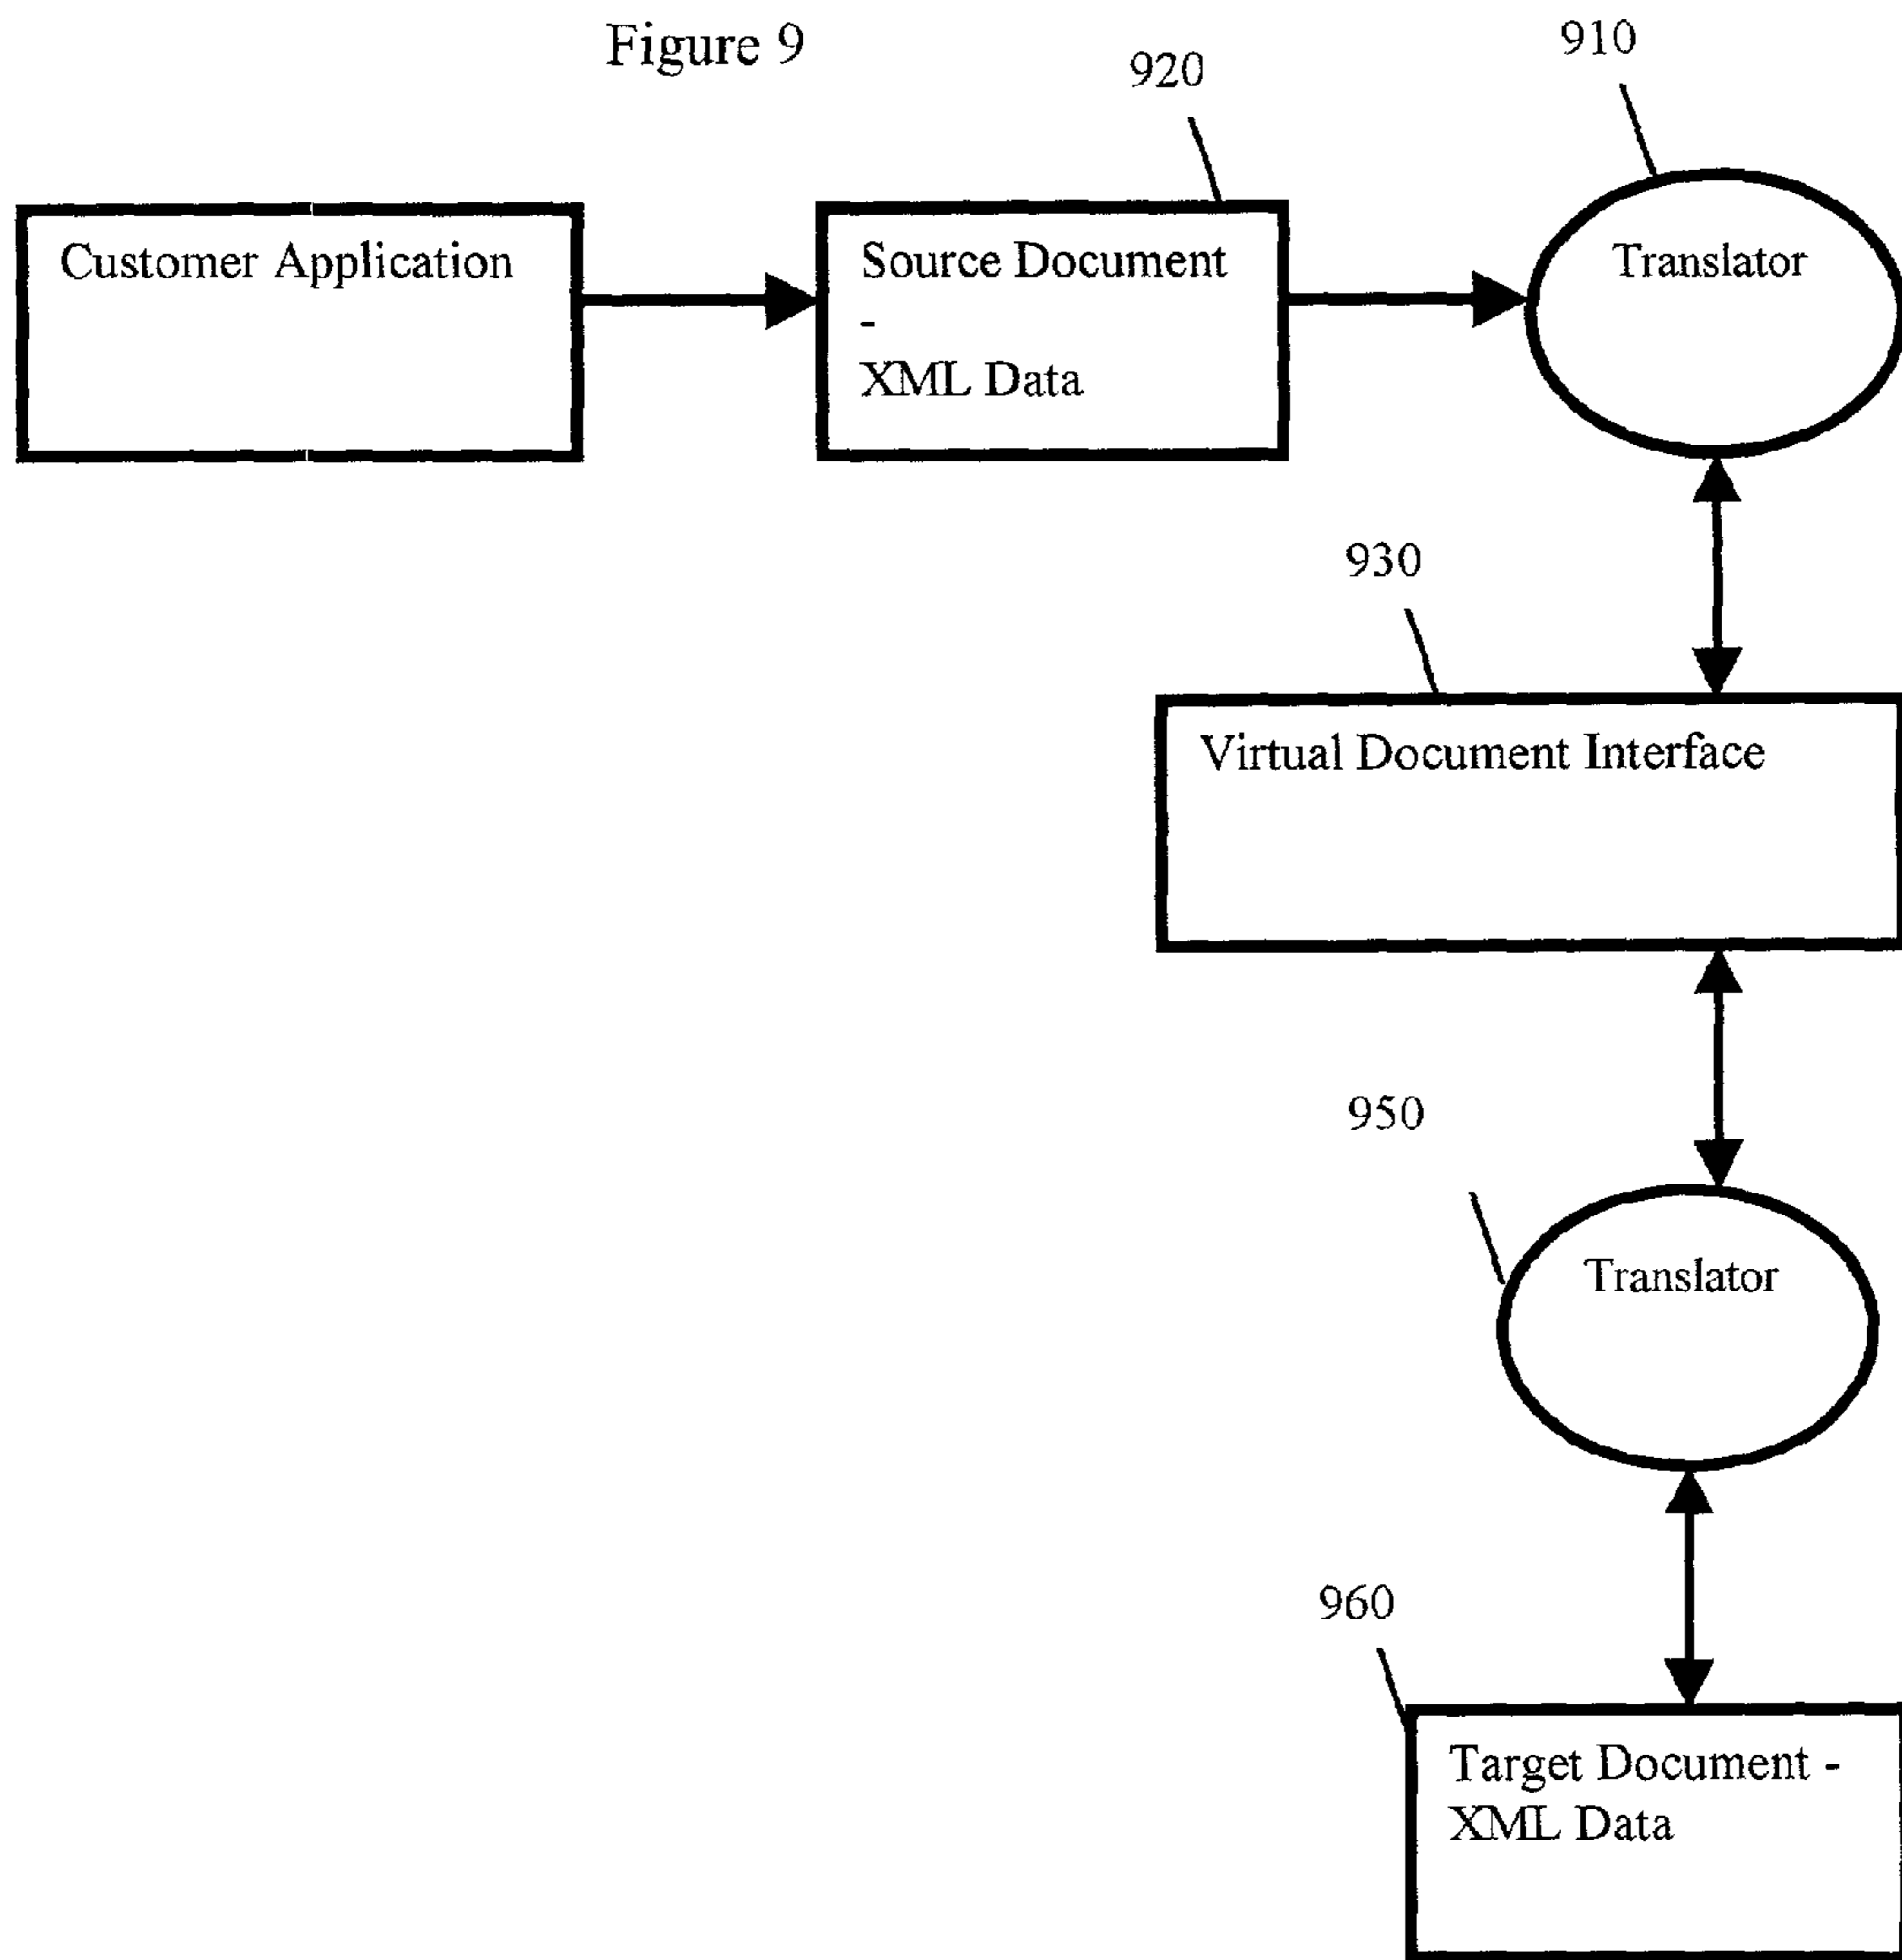 Figure 9
920
910
Customer Application
Source Document
-
XML Data
Translator
930
Virtual Document Interface
950
Translator
960
Target Document -
XML Data